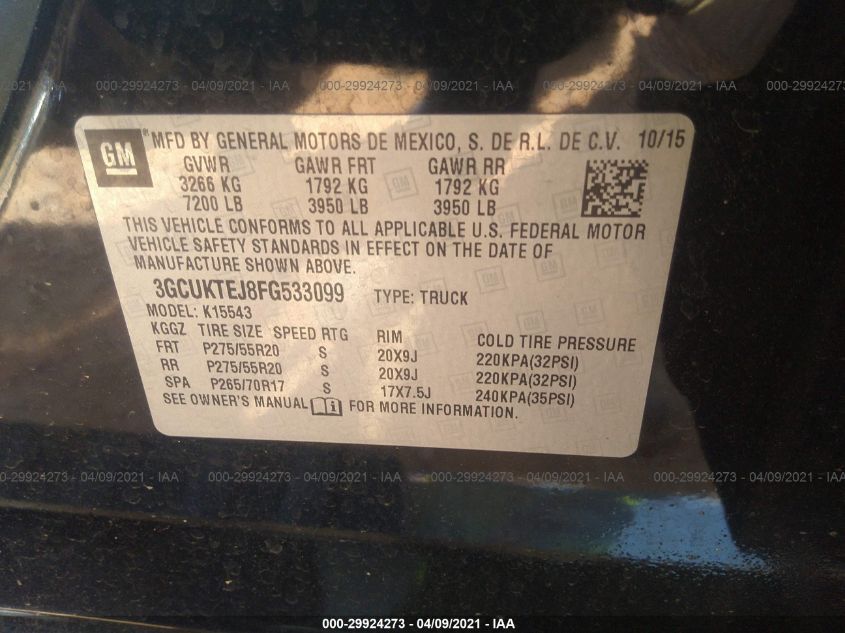 000-29924273 - 04/09/2021 - IAA
GM
MFD BY GENERAL MOTORS DE MEXICO, S. DE R.L. DE C.V. 10/15
GVWR GAWR FRT GAWR RR
3266 KG 1792 KG 1792 KG
7200 LB 3950 LB 3950 LB
THIS VEHICLE CONFORMS TO ALL APPLICABLE U.S. FEDERAL MOTOR
VEHICLE SAFETY STANDARDS IN EFFECT ON THE DATE OF
MANUFACTURE SHOWN ABOVE.
3GCUKTEJ8FG533099 TYPE: TRUCK
MODEL: K15543
KGGZ TIRE SIZE SPEED RTG RIM COLD TIRE PRESSURE
FRT P275/55R20 S 20X9J 220KPA(32PSI)
RR P275/55R20 S 20X9J 220KPA(32PSI)
SPA P265/70R17 S 17X7.5J 240KPA(35PSI)
SEE OWNER'S MANUAL FOR MORE INFORMATION.
000-29924273 - 04/09/2021 - IAA
000-29924273 - 04/09/2021 - IAA